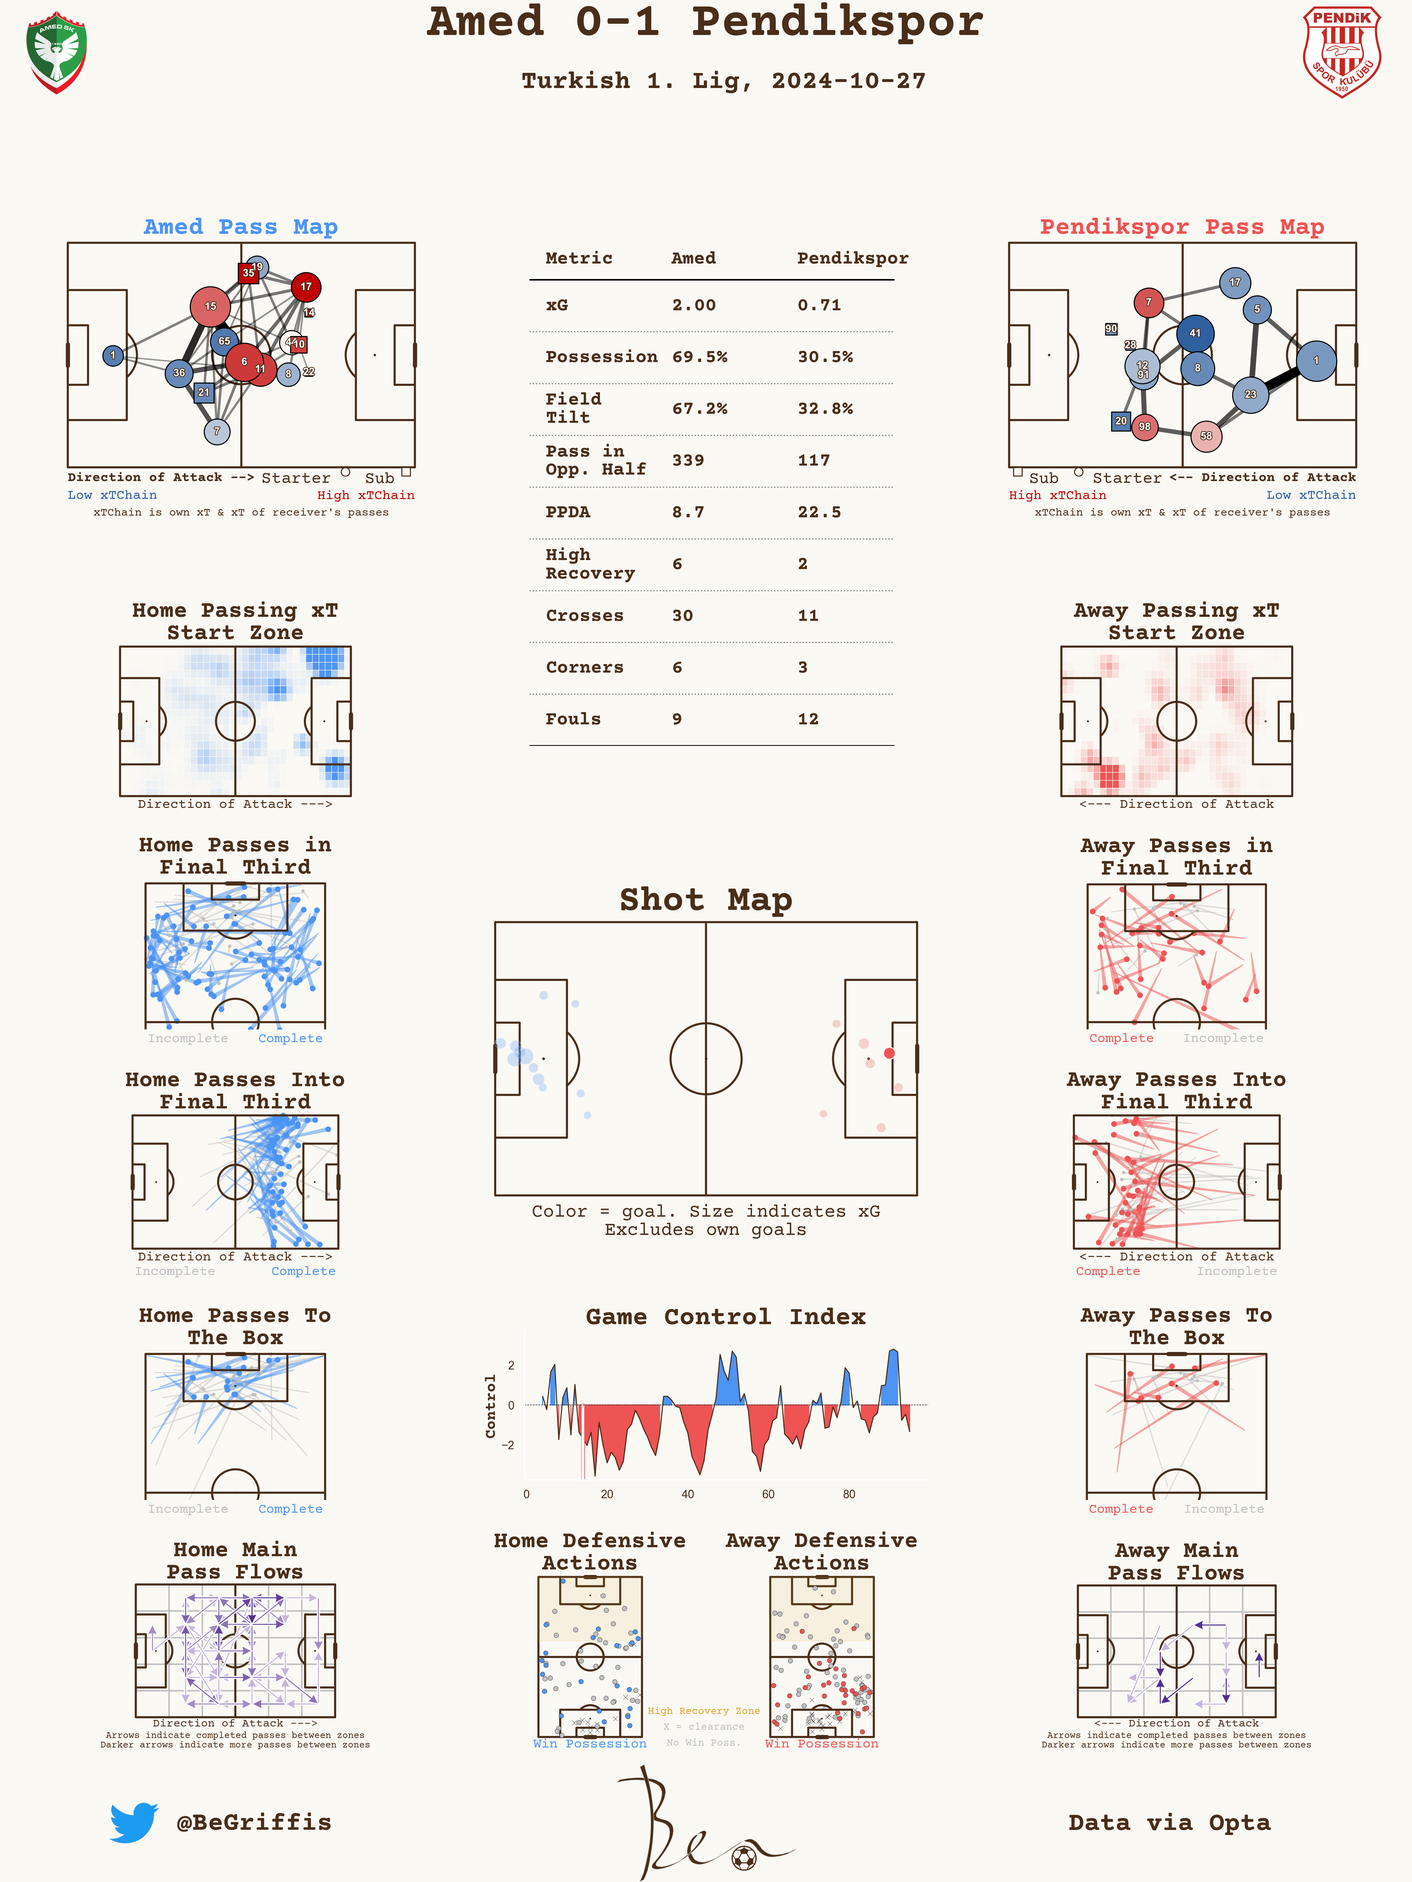 Amed 0-1 Pendikspor
Turkish 1. Lig, 2024-10-27
AMED SK
PENDİK
SPOR KULÜBÜ
1950
Amed Pass Map
1
15
36
21
7
65
6
11
35
19
17
14
10
8
22
Direction of Attack --> Starter Sub
Low xTChain High xTChain
xTChain is own xT & xT of receiver's passes
Metric Amed Pendikspor
xG 2.00 0.71
Possession 69.5% 30.5%
Field
Tilt 67.2% 32.8%
Pass in
Opp. Half 339 117
PPDA 8.7 22.5
High
Recovery 6 2
Crosses 30 11
Corners 6 3
Fouls 9 12
Pendikspor Pass Map
17
7
5
90
41
28
12
91
8
1
23
20
98
58
Sub Starter <-- Direction of Attack
High xTChain Low xTChain
xTChain is own xT & xT of receiver's passes
Home Passing xT
Start Zone
Direction of Attack --->
Away Passing xT
Start Zone
<--- Direction of Attack
Home Passes in
Final Third
Incomplete Complete
Away Passes in
Final Third
Complete Incomplete
Shot Map
Color = goal. Size indicates xG
Excludes own goals
Home Passes Into
Final Third
Direction of Attack --->
Incomplete Complete
Away Passes Into
Final Third
<--- Direction of Attack
Complete Incomplete
Home Passes To
The Box
Incomplete Complete
Game Control Index
Control
2
0
−2
0 20 40 60 80
Away Passes To
The Box
Complete Incomplete
Home Main
Pass Flows
Direction of Attack --->
Arrows indicate completed passes between zones
Darker arrows indicate more passes between zones
Home Defensive
Actions
Win Possession
Away Defensive
Actions
Win Possession
High Recovery Zone
X = clearance
No Win Poss.
Away Main
Pass Flows
<--- Direction of Attack
Arrows indicate completed passes between zones
Darker arrows indicate more passes between zones
@BeGriffis
Ben
Data via Opta